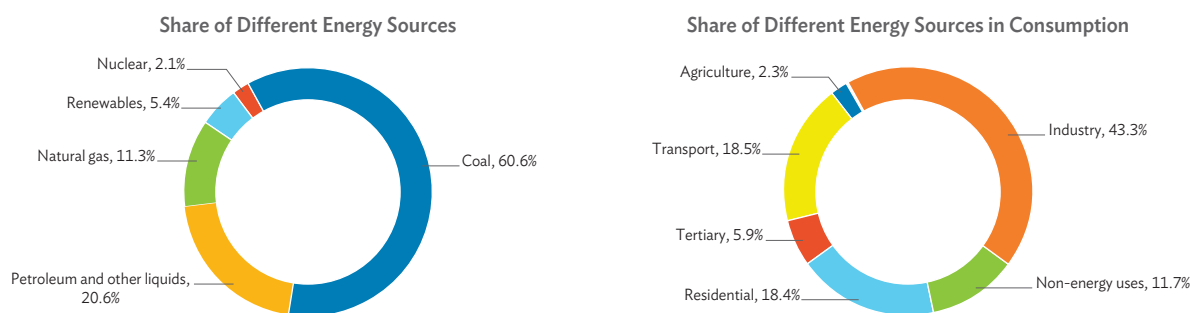 Share of Different Energy Sources
Nuclear, 2.1%
Renewables, 5.4%
Natural gas, 11.3%
Coal, 60.6%
Petroleum and other liquids,
20.6%
Share of Different Energy Sources in Consumption
Agriculture, 2.3%
Industry, 43.3%
Transport, 18.5%
Tertiary, 5.9%
Residential, 18.4%
Non-energy uses, 11.7%